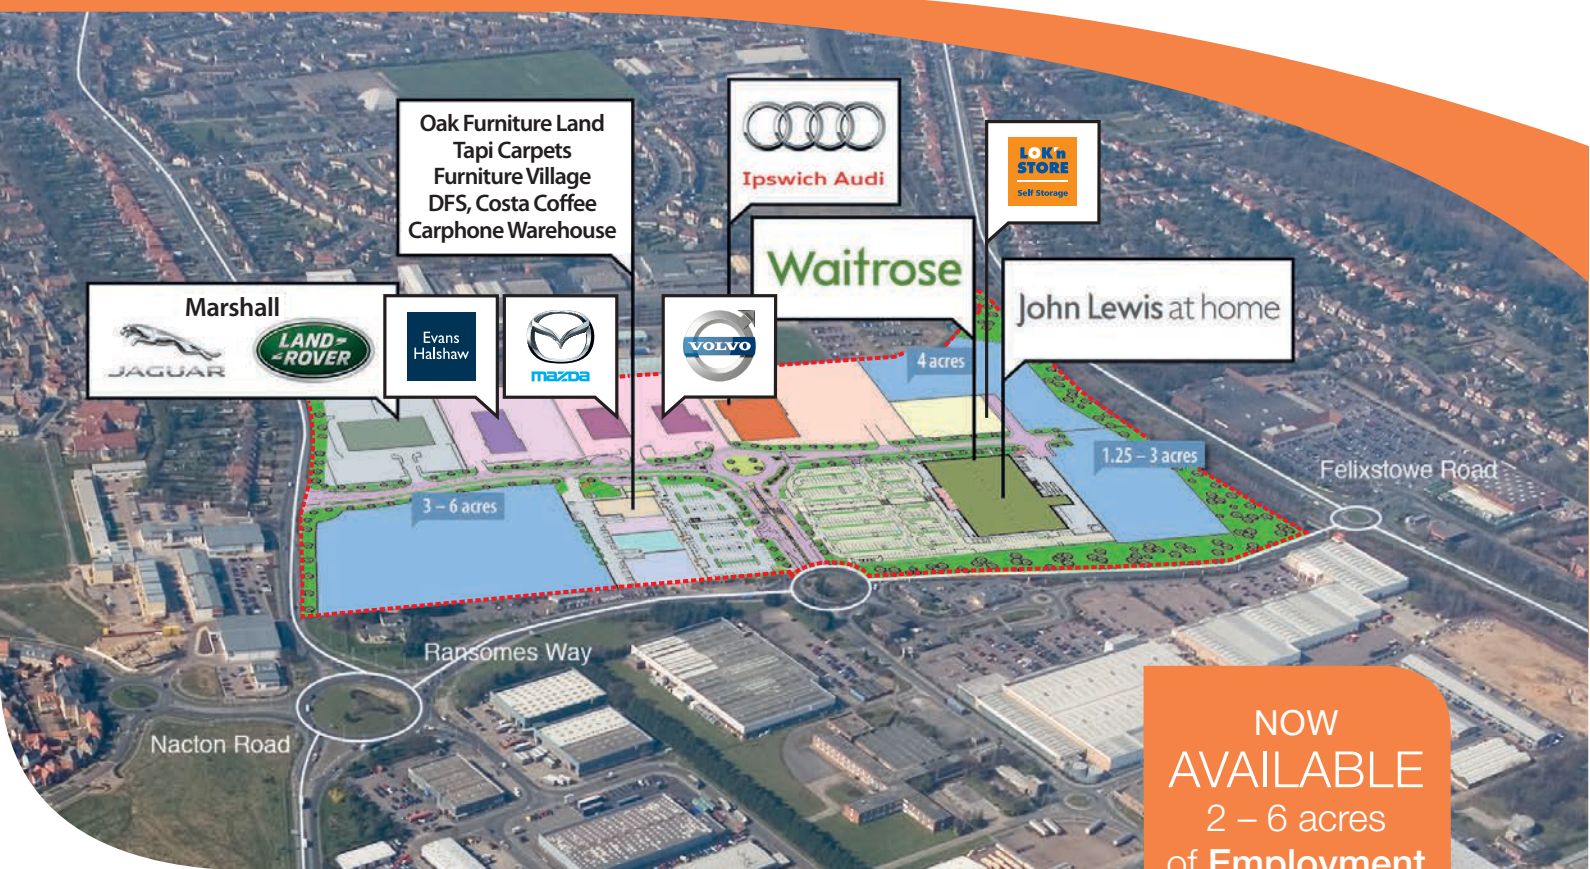 Oak Furniture Land
Tapi Carpets
Furniture Village
DFS, Costa Coffee
Carphone Warehouse
Ipswich Audi
LOK'n
STORE
Self Storage
Waitrose
John Lewis at home
Marshall
JAGUAR
LAND-
ROVER
Evans
Halshaw
mazda
VOLVO
4 acres
1.25 – 3 acres
3 – 6 acres
Felixstowe Road
Ransomes Way
Nacton Road
NOW
AVAILABLE
2 – 6 acres
of Employment